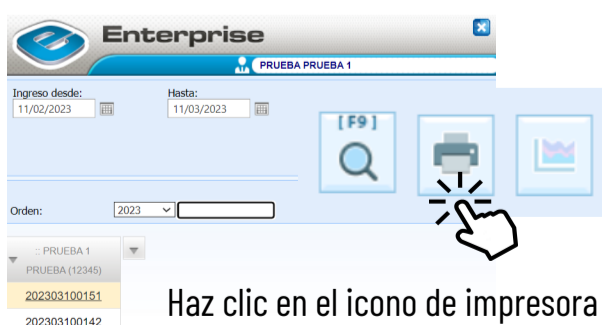 Enterprise
PRUEBA PRUEBA 1
Ingreso desde:
Hasta:
11/02/2023
11/03/2023
[F9]
Orden:
2023
:: PRUEBA 1
PRUEBA (12345)
202303100151
202303100142
Haz clic en el icono de impresora